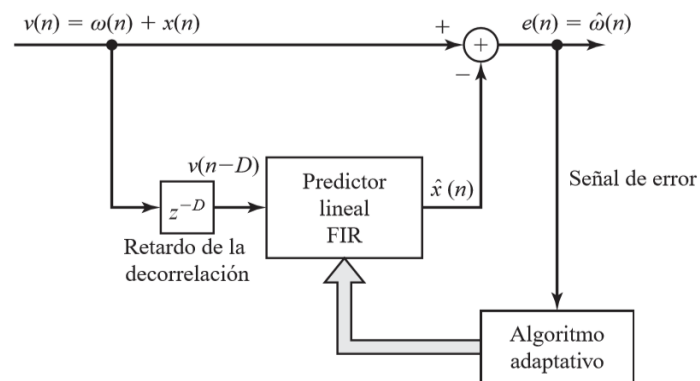 v(n) = ω(n) + x(n)
+
+
e(n) = ω̂(n)
−
v(n−D)
z⁻ᴰ
Predictor
lineal
FIR
x̂ (n)
Señal de error
Retardo de la
decorrelación
Algoritmo
adaptativo